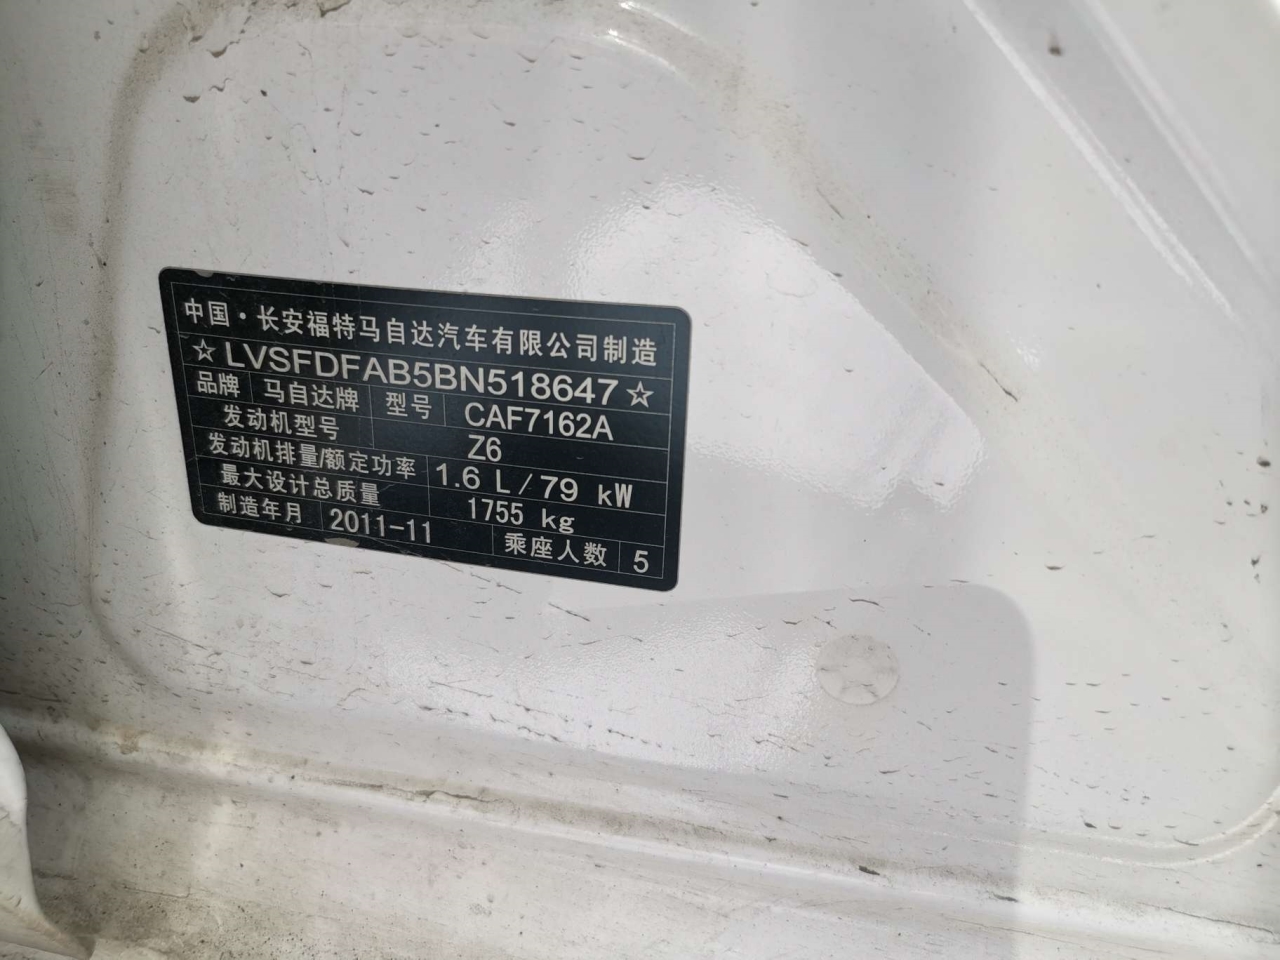 中国·长安福特马自达汽车有限公司制造
☆LVSFDFAB5BN518647☆
品牌 马自达牌 型号 CAF7162A
发动机型号 Z6
发动机排量/额定功率 1.6 L/79 kW
最大设计总质量 1755 kg
制造年月 2011-11 乘座人数 5